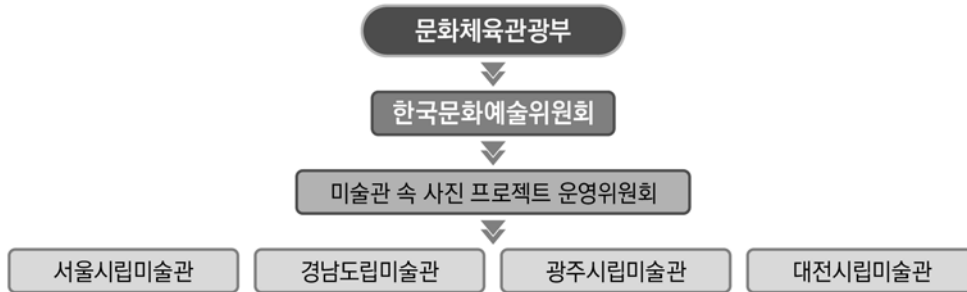 문화체육관광부
한국문화예술위원회
미술관 속 사진 프로젝트 운영위원회
서울시립미술관 경남도립미술관 광주시립미술관 대전시립미술관